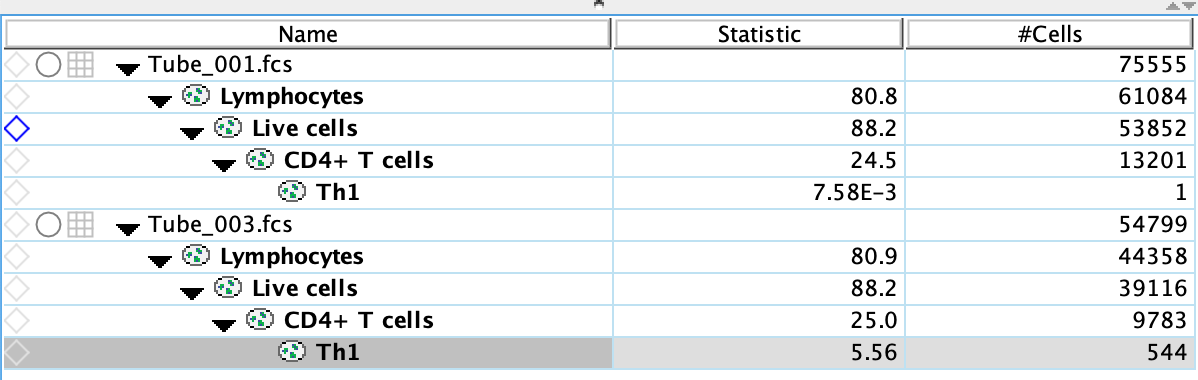 Name Statistic #Cells
Tube_001.fcs 75555
Lymphocytes 80.8 61084
Live cells 88.2 53852
CD4+ T cells 24.5 13201
Th1 7.58E-3 1
Tube_003.fcs 54799
Lymphocytes 80.9 44358
Live cells 88.2 39116
CD4+ T cells 25.0 9783
Th1 5.56 544